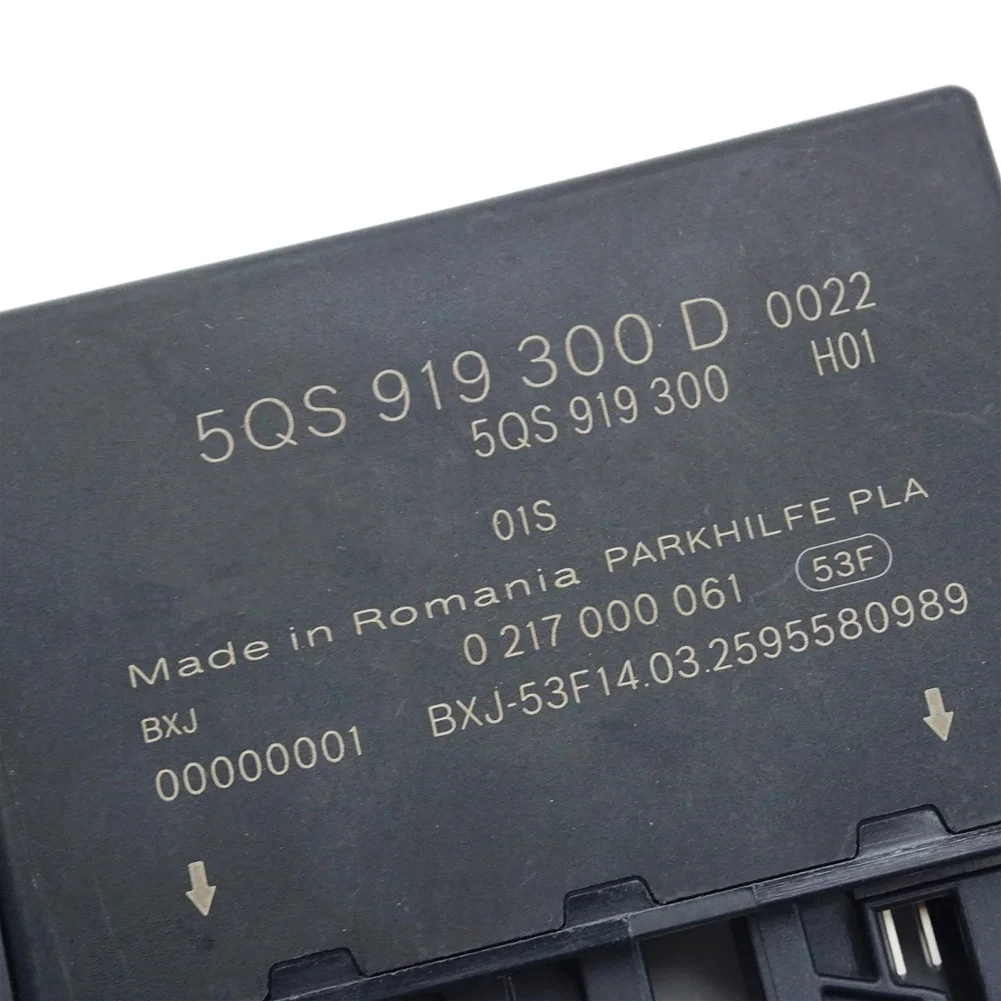 5QS 919 300 D 0022
5QS 919 300 H01
01S
Made in Romania PARKHILFE PLA
0 217 000 061 53F
BXJ BXJ-53F14.03.2595580989
00000001